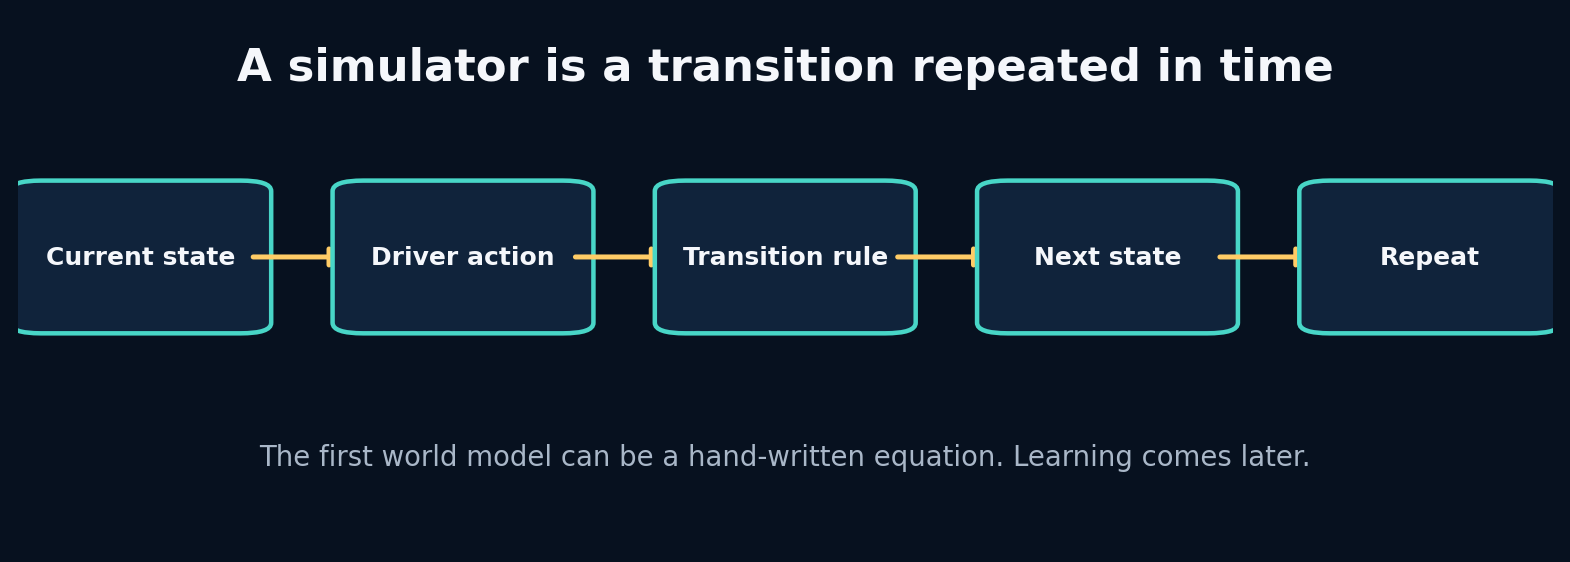 A simulator is a transition repeated in time
Current state
Driver action
Transition rule
Next state
Repeat
The first world model can be a hand-written equation. Learning comes later.